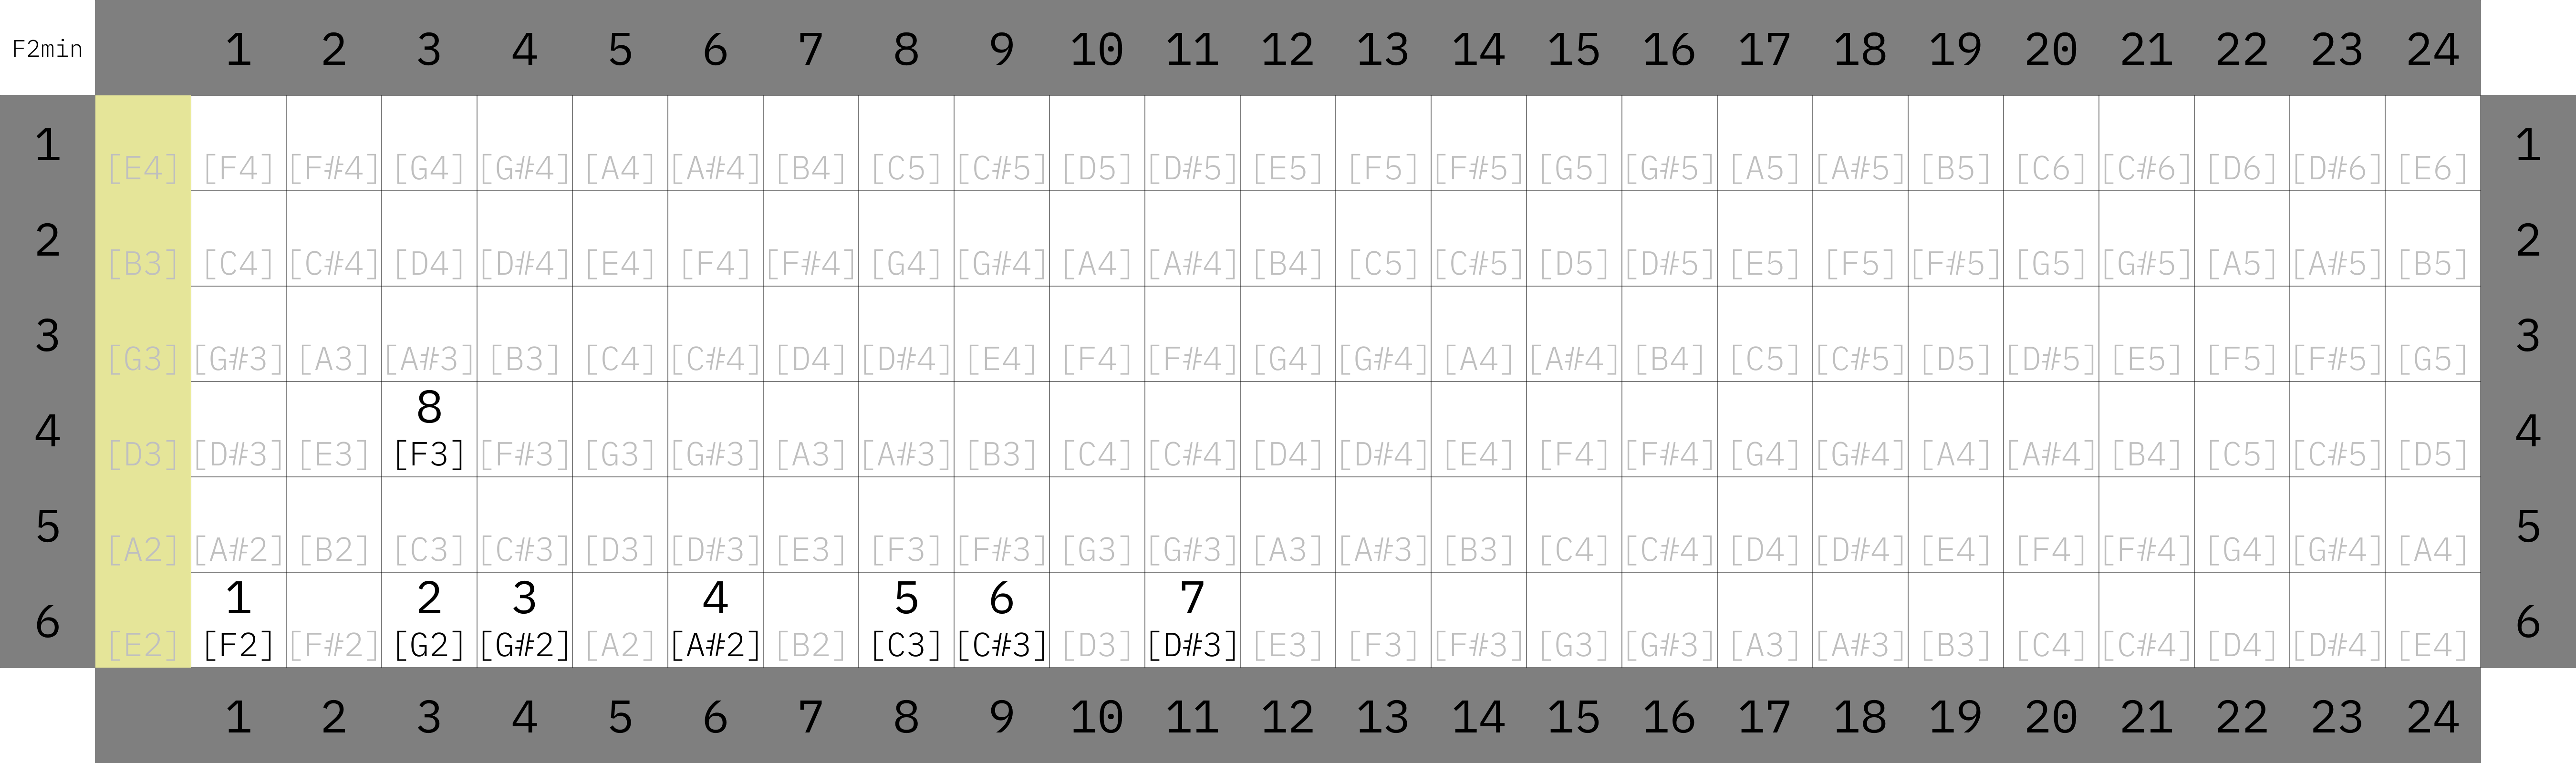 F2min 1 2 3 4 5 6 7 8 9 10 11 12 13 14 15 16 17 18 19 20 21 22 23 24
1 [E4] [F4] [F#4] [G4] [G#4] [A4] [A#4] [B4] [C5] [C#5] [D5] [D#5] [E5] [F5] [F#5] [G5] [G#5] [A5] [A#5] [B5] [C6] [C#6] [D6] [D#6] [E6] 1
2 [B3] [C4] [C#4] [D4] [D#4] [E4] [F4] [F#4] [G4] [G#4] [A4] [A#4] [B4] [C5] [C#5] [D5] [D#5] [E5] [F5] [F#5] [G5] [G#5] [A5] [A#5] [B5] 2
3 [G3] [G#3] [A3] [A#3] [B3] [C4] [C#4] [D4] [D#4] [E4] [F4] [F#4] [G4] [G#4] [A4] [A#4] [B4] [C5] [C#5] [D5] [D#5] [E5] [F5] [F#5] [G5] 3
8
4 [D3] [D#3] [E3] [F3] [F#3] [G3] [G#3] [A3] [A#3] [B3] [C4] [C#4] [D4] [D#4] [E4] [F4] [F#4] [G4] [G#4] [A4] [A#4] [B4] [C5] [C#5] [D5] 4
5 [A2] [A#2] [B2] [C3] [C#3] [D3] [D#3] [E3] [F3] [F#3] [G3] [G#3] [A3] [A#3] [B3] [C4] [C#4] [D4] [D#4] [E4] [F4] [F#4] [G4] [G#4] [A4] 5
1 2 3 4 5 6 7
6 [E2] [F2] [F#2] [G2] [G#2] [A2] [A#2] [B2] [C3] [C#3] [D3] [D#3] [E3] [F3] [F#3] [G3] [G#3] [A3] [A#3] [B3] [C4] [C#4] [D4] [D#4] [E4] 6
1 2 3 4 5 6 7 8 9 10 11 12 13 14 15 16 17 18 19 20 21 22 23 24